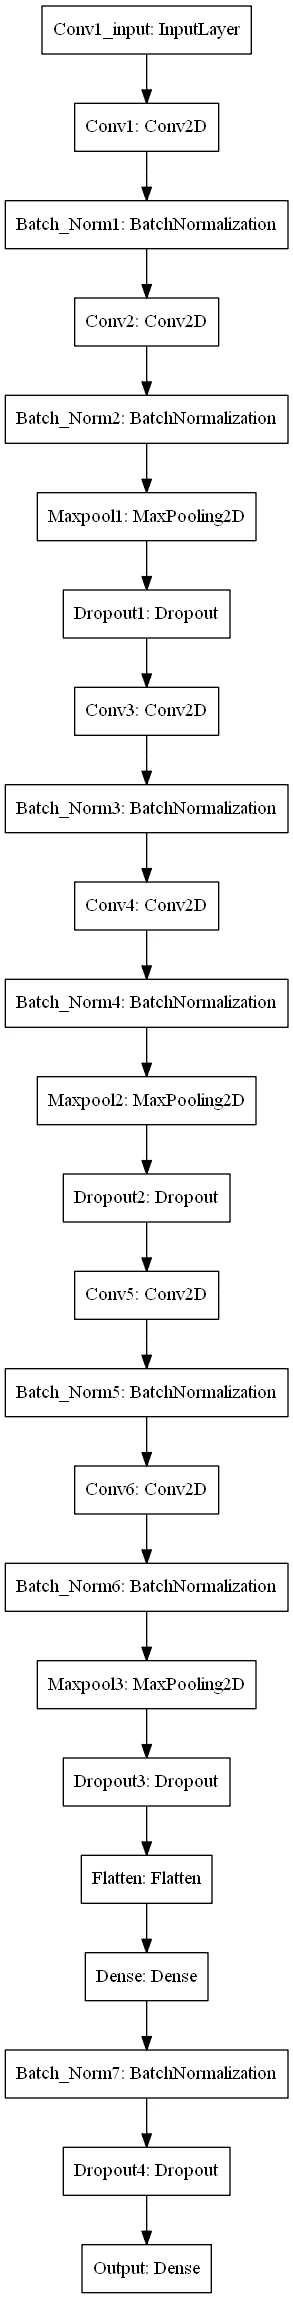 Conv1_input: InputLayer
Conv1: Conv2D
Batch_Norm1: BatchNormalization
Conv2: Conv2D
Batch_Norm2: BatchNormalization
Maxpool1: MaxPooling2D
Dropout1: Dropout
Conv3: Conv2D
Batch_Norm3: BatchNormalization
Conv4: Conv2D
Batch_Norm4: BatchNormalization
Maxpool2: MaxPooling2D
Dropout2: Dropout
Conv5: Conv2D
Batch_Norm5: BatchNormalization
Conv6: Conv2D
Batch_Norm6: BatchNormalization
Maxpool3: MaxPooling2D
Dropout3: Dropout
Flatten: Flatten
Dense: Dense
Batch_Norm7: BatchNormalization
Dropout4: Dropout
Output: Dense